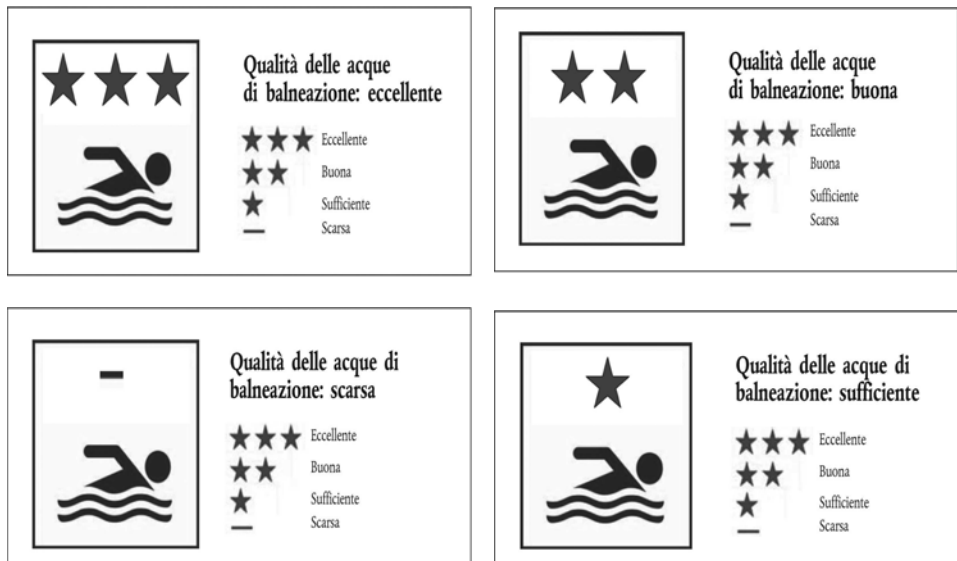 Qualità delle acque
di balneazione: eccellente
Eccellente
Buona
Sufficiente
Scarsa
Qualità delle acque
di balneazione: buona
Eccellente
Buona
Sufficiente
Scarsa
Qualità delle acque di
balneazione: scarsa
Eccellente
Buona
Sufficiente
Scarsa
Qualità delle acque di
balneazione: sufficiente
Eccellente
Buona
Sufficiente
Scarsa